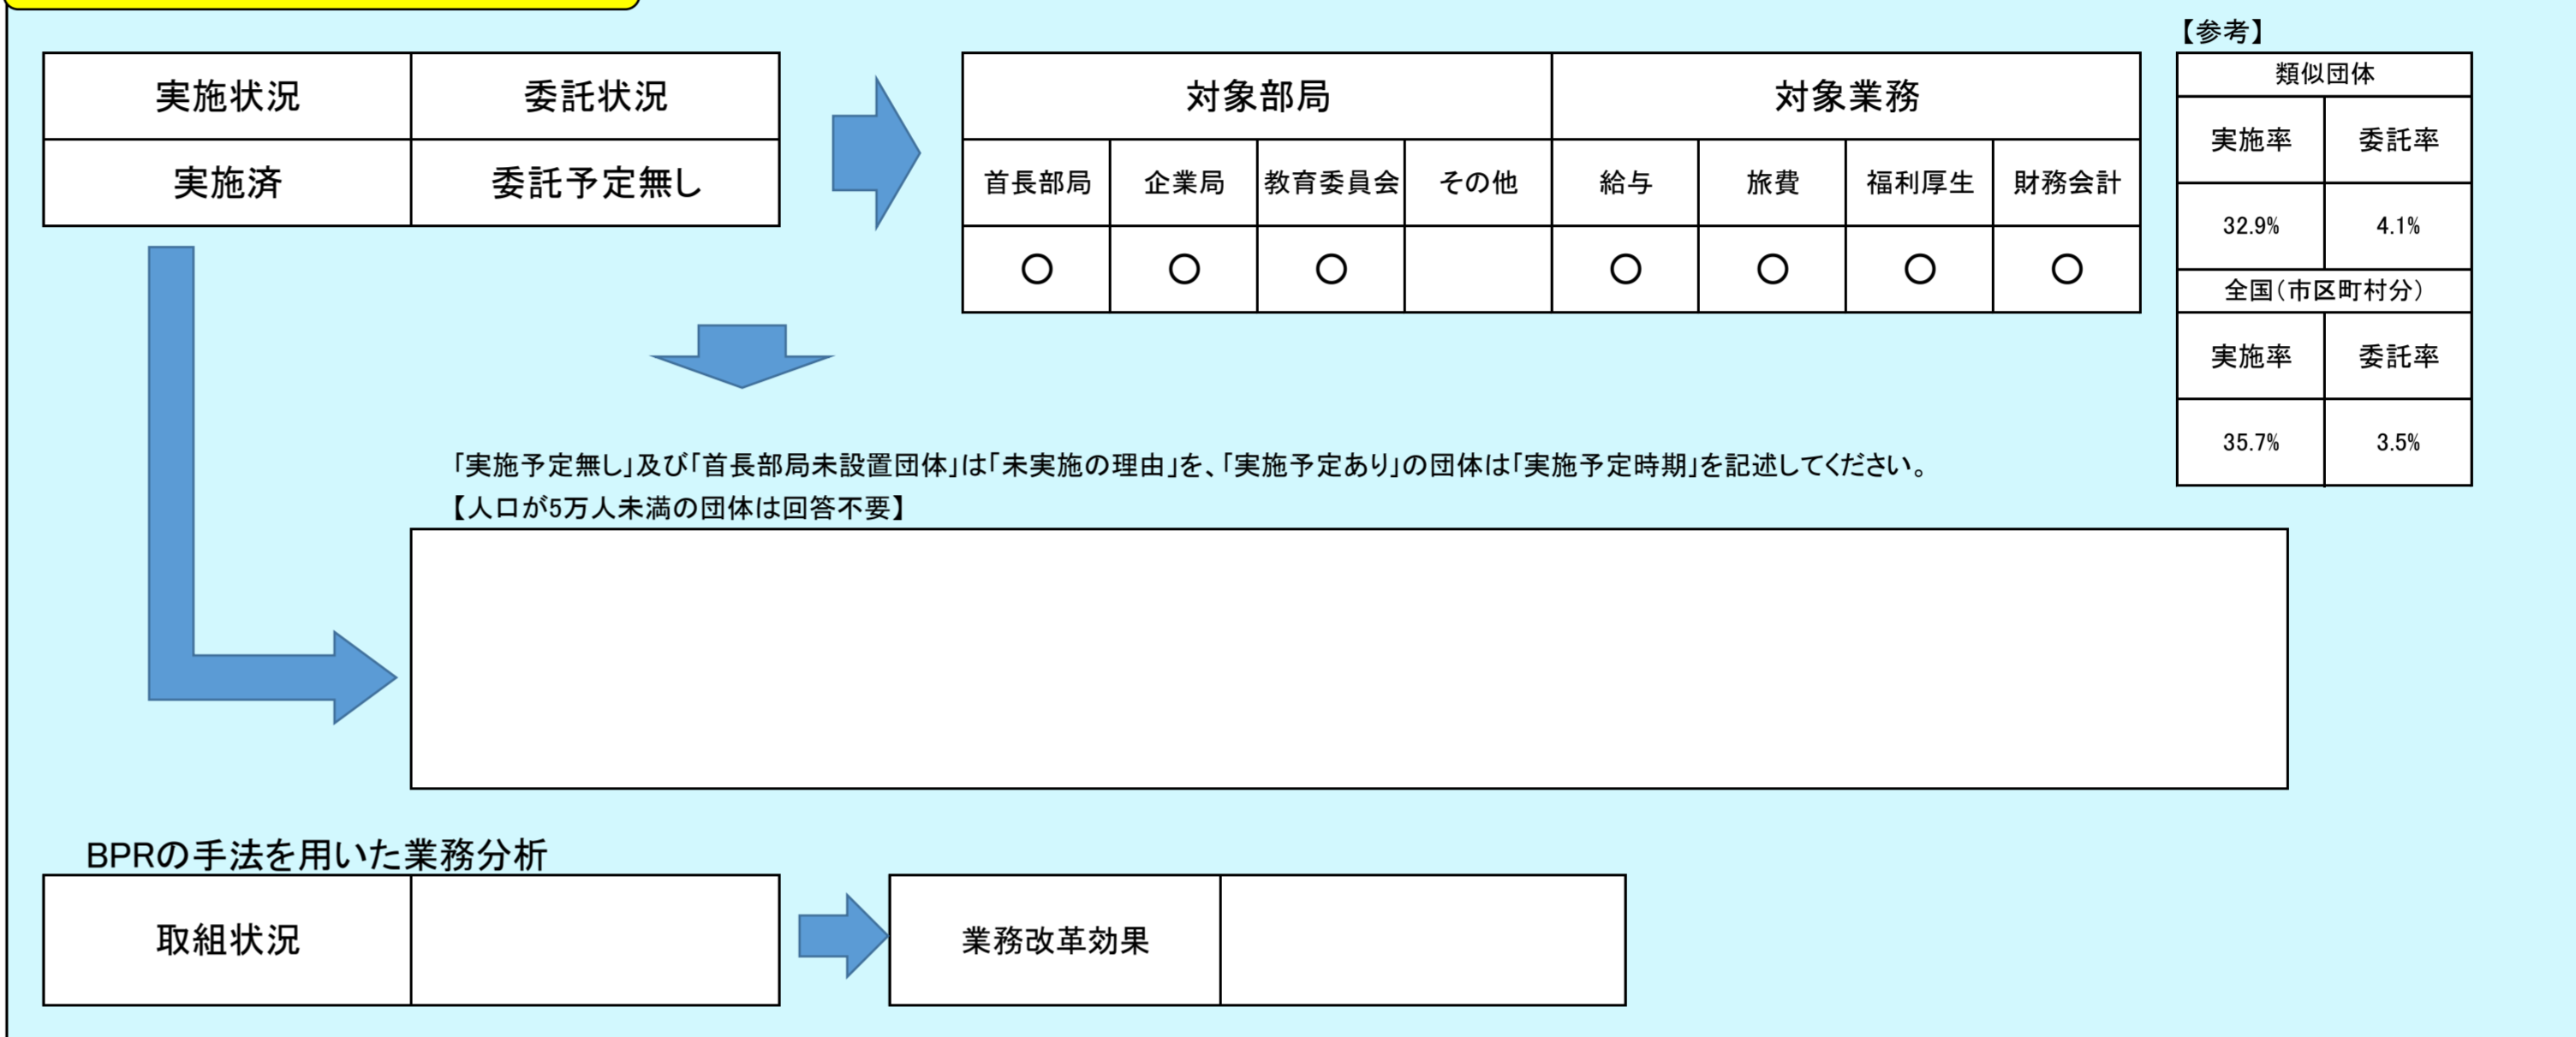 【参考】
実施状況 委託状況
実施済 委託予定無し
対象部局 対象業務
首長部局 企業局 教育委員会 その他 給与 旅費 福利厚生 財務会計
○ ○ ○ ○ ○ ○ ○
類似団体
実施率 委託率
32.9% 4.1%
全国(市区町村分)
実施率 委託率
35.7% 3.5%
「実施予定無し」及び「首長部局未設置団体」は「未実施の理由」を、「実施予定あり」の団体は「実施予定時期」を記述してください。
【人口が5万人未満の団体は回答不要】
BPRの手法を用いた業務分析
取組状況
業務改革効果